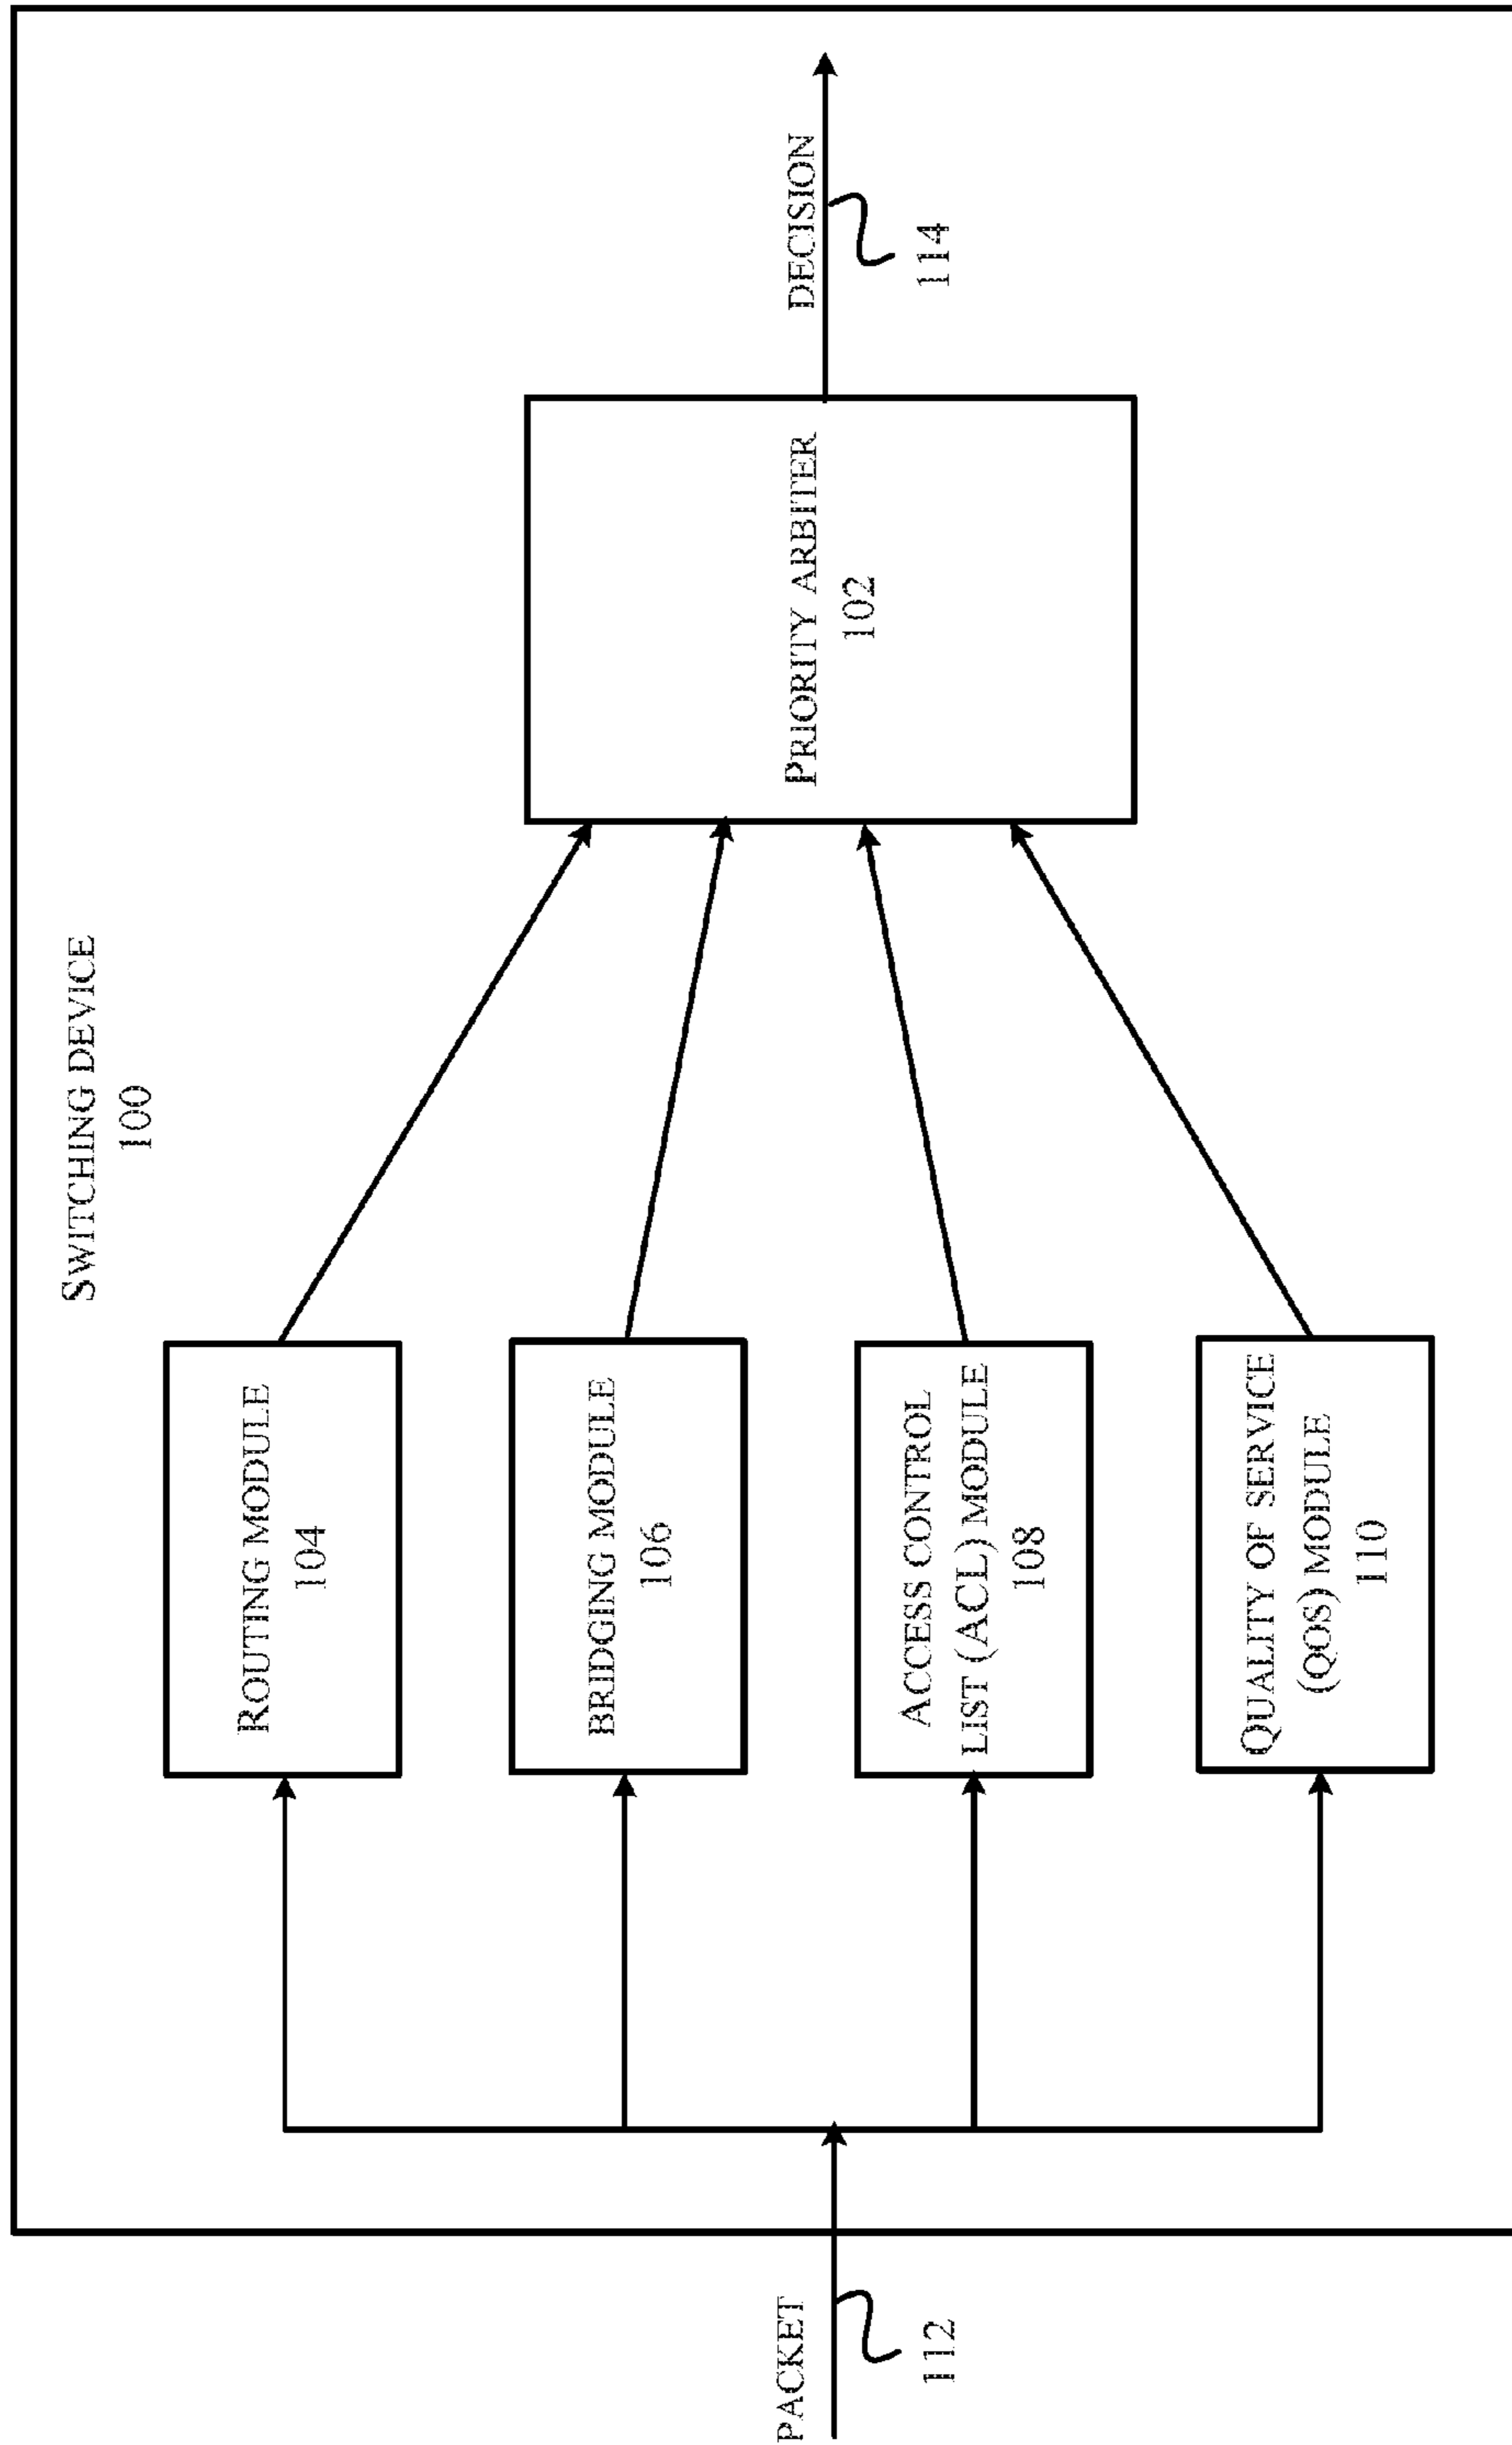 SWITCHING DEVICE
100
PACKET
112
ROUTING MODULE
104
BRIDGING MODULE
106
ACCESS CONTROL
LIST (ACL) MODULE
108
QUALITY OF SERVICE
(QOS) MODULE
110
PRIORITY ARBITER
102
DECISION
114